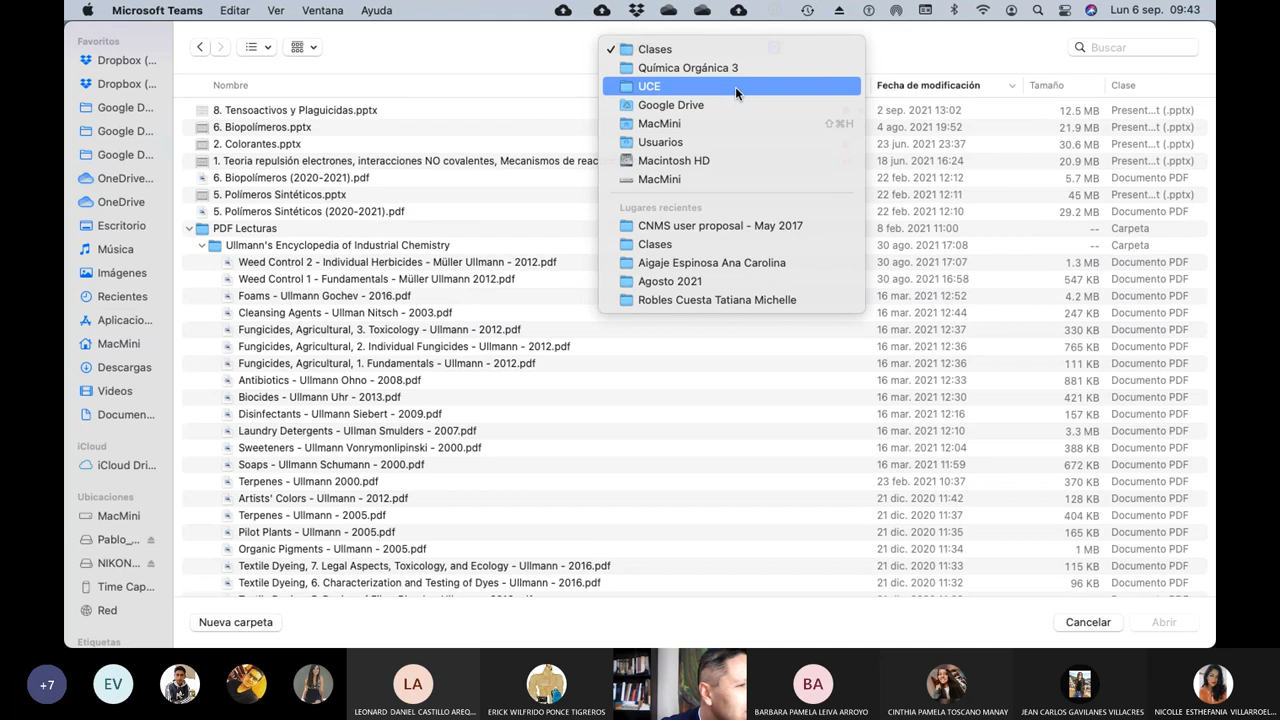 Microsoft Teams Editar Ver Ventana Ayuda Lun 6 sep. 09:43
Favoritos
Dropbox (...
Dropbox (...
Google D...
Google D...
Google D...
OneDrive...
OneDrive
Escritorio
Música
Imágenes
Recientes
Aplicacio...
MacMini
Descargas
Videos
Documen...
iCloud
iCloud Dri...
Ubicaciones
MacMini
Pablo_...
NIKON...
Time Cap...
Red
Etiquetas
Buscar
Clases
Química Orgánica 3
UCE
Google Drive
MacMini ⇧⌘H
Usuarios
Macintosh HD
MacMini
Lugares recientes
CNMS user proposal - May 2017
Clases
Aigaje Espinosa Ana Carolina
Agosto 2021
Robles Cuesta Tatiana Michelle
Nombre Fecha de modificación Tamaño Clase
8. Tensoactivos y Plaguicidas.pptx 2 sep. 2021 13:02 12.5 MB Present...t (.pptx)
6. Biopolímeros.pptx 4 ago. 2021 19:52 21.9 MB Present...t (.pptx)
2. Colorantes.pptx 23 jun. 2021 23:37 30.6 MB Present...t (.pptx)
1. Teoria repulsión electrones, interacciones NO covalentes, Mecanismos de reac 18 jun. 2021 16:24 20.9 MB Present...t (.pptx)
6. Biopolímeros (2020-2021).pdf 22 feb. 2021 12:12 5.7 MB Documento PDF
5. Polímeros Sintéticos.pptx 22 feb. 2021 12:11 45 MB Present...t (.pptx)
5. Polímeros Sintéticos (2020-2021).pdf 22 feb. 2021 12:10 29.2 MB Documento PDF
PDF Lecturas 8 feb. 2021 11:00 -- Carpeta
Ullmann's Encyclopedia of Industrial Chemistry 30 ago. 2021 17:08 -- Carpeta
Weed Control 2 - Individual Herbicides - Müller Ullmann - 2012.pdf 30 ago. 2021 17:07 1.3 MB Documento PDF
Weed Control 1 - Fundamentals - Müller Ullmann - 2012.pdf 30 ago. 2021 16:58 547 KB Documento PDF
Foams - Ullmann Gochev - 2016.pdf 16 mar. 2021 12:52 4.2 MB Documento PDF
Cleansing Agents - Ullman Nitsch - 2003.pdf 16 mar. 2021 12:44 247 KB Documento PDF
Fungicides, Agricultural, 3. Toxicology - Ullmann - 2012.pdf 16 mar. 2021 12:37 330 KB Documento PDF
Fungicides, Agricultural, 2. Individual Fungicides - Ullmann - 2012.pdf 16 mar. 2021 12:36 765 KB Documento PDF
Fungicides, Agricultural, 1. Fundamentals - Ullmann - 2012.pdf 16 mar. 2021 12:36 111 KB Documento PDF
Antibiotics - Ullmann Ohno - 2008.pdf 16 mar. 2021 12:33 881 KB Documento PDF
Biocides - Ullmann Uhr - 2013.pdf 16 mar. 2021 12:30 421 KB Documento PDF
Disinfectants - Ullmann Siebert - 2009.pdf 16 mar. 2021 12:16 157 KB Documento PDF
Laundry Detergents - Ullman Smulders - 2007.pdf 16 mar. 2021 12:10 3.3 MB Documento PDF
Sweeteners - Ullmann Vonrymonlipinski - 2000.pdf 16 mar. 2021 12:04 388 KB Documento PDF
Soaps - Ullmann Schumann - 2000.pdf 16 mar. 2021 11:59 672 KB Documento PDF
Terpenes - Ullmann 2000.pdf 23 feb. 2021 10:37 370 KB Documento PDF
Artists' Colors - Ullmann - 2012.pdf 21 dic. 2020 11:42 128 KB Documento PDF
Terpenes - Ullmann - 2005.pdf 21 dic. 2020 11:37 404 KB Documento PDF
Pilot Plants - Ullmann - 2005.pdf 21 dic. 2020 11:35 165 KB Documento PDF
Organic Pigments - Ullmann - 2005.pdf 21 dic. 2020 11:34 1 MB Documento PDF
Textile Dyeing, 7. Legal Aspects, Toxicology, and Ecology - Ullmann - 2016.pdf 21 dic. 2020 11:33 115 KB Documento PDF
Textile Dyeing, 6. Characterization and Testing of Dyes - Ullmann - 2016.pdf 21 dic. 2020 11:32 96 KB Documento PDF
Nueva carpeta Cancelar Abrir
+7 EV LA BA
LEONARD DANIEL CASTILLO AREQ... ERICK WILFRIDO PONCE TIGREROS BARBARA PAMELA LEIVA ARROYO CINTHIA PAMELA TOSCANO MANAY JEAN CARLOS GAVILANES VILLACRES NICOLE ESTHEFANIA VILLARROEL...